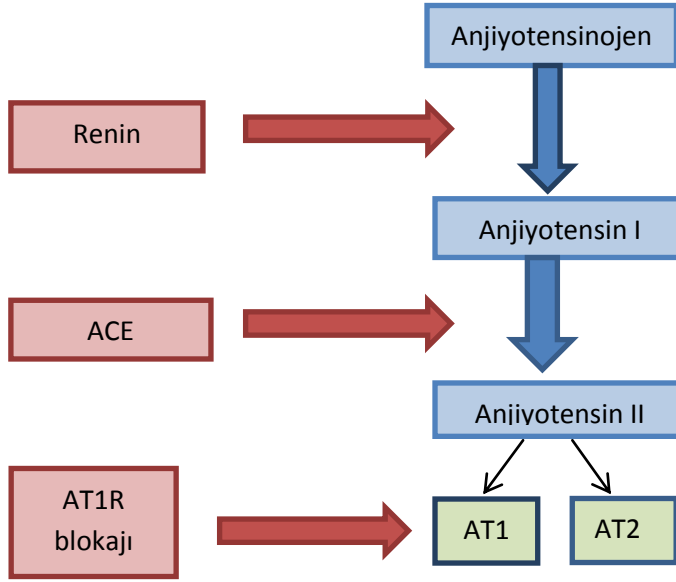 Anjiyotensinojen
Renin
Anjiyotensin I
ACE
Anjiyotensin II
AT1R
blokajı
AT1
AT2